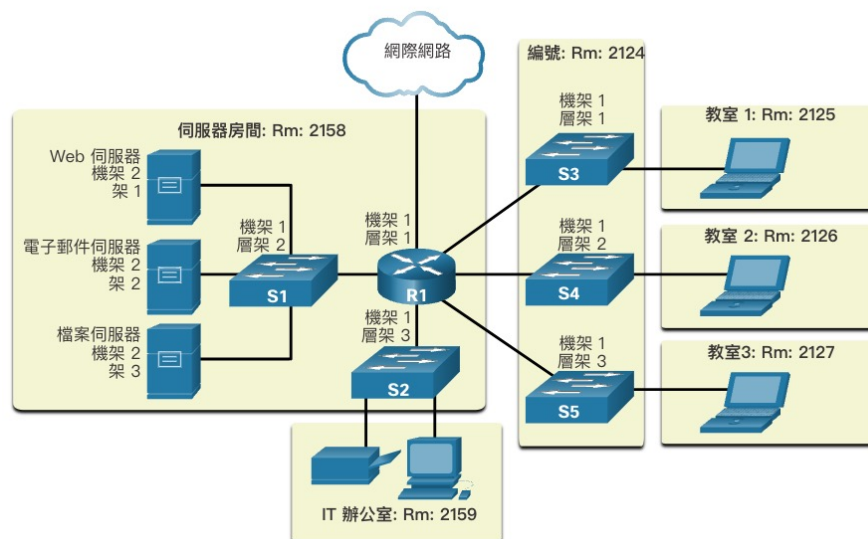 網際網路
編號: Rm: 2124
伺服器房間: Rm: 2158
Web 伺服器
機架 2
架 1
電子郵件伺服器
機架 2
架 2
檔案伺服器
機架 2
架 3
機架 1
層架 2
S1
機架 1
層架 1
R1
機架 1
層架 3
S2
機架 1
層架 1
S3
機架 1
層架 2
S4
機架 1
層架 3
S5
教室 1: Rm: 2125
教室 2: Rm: 2126
教室3: Rm: 2127
IT 辦公室: Rm: 2159